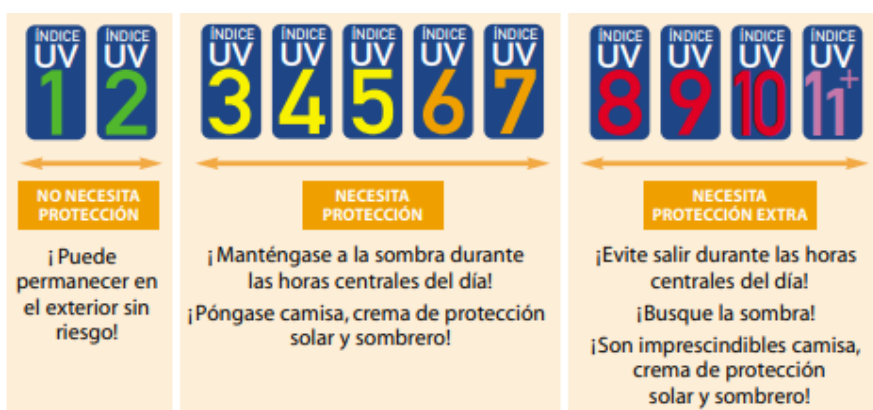 ÍNDICE
UV
1
ÍNDICE
UV
2
NO NECESITA
PROTECCIÓN
¡Puede
permanecer en
el exterior sin
riesgo!
ÍNDICE
UV
3
ÍNDICE
UV
4
ÍNDICE
UV
5
ÍNDICE
UV
6
ÍNDICE
UV
7
NECESITA
PROTECCIÓN
¡Manténgase a la sombra durante
las horas centrales del día!
¡Póngase camisa, crema de protección
solar y sombrero!
ÍNDICE
UV
8
ÍNDICE
UV
9
ÍNDICE
UV
10
ÍNDICE
UV
11+
NECESITA
PROTECCIÓN EXTRA
¡Evite salir durante las horas
centrales del día!
¡Busque la sombra!
¡Son imprescindibles camisa,
crema de protección
solar y sombrero!